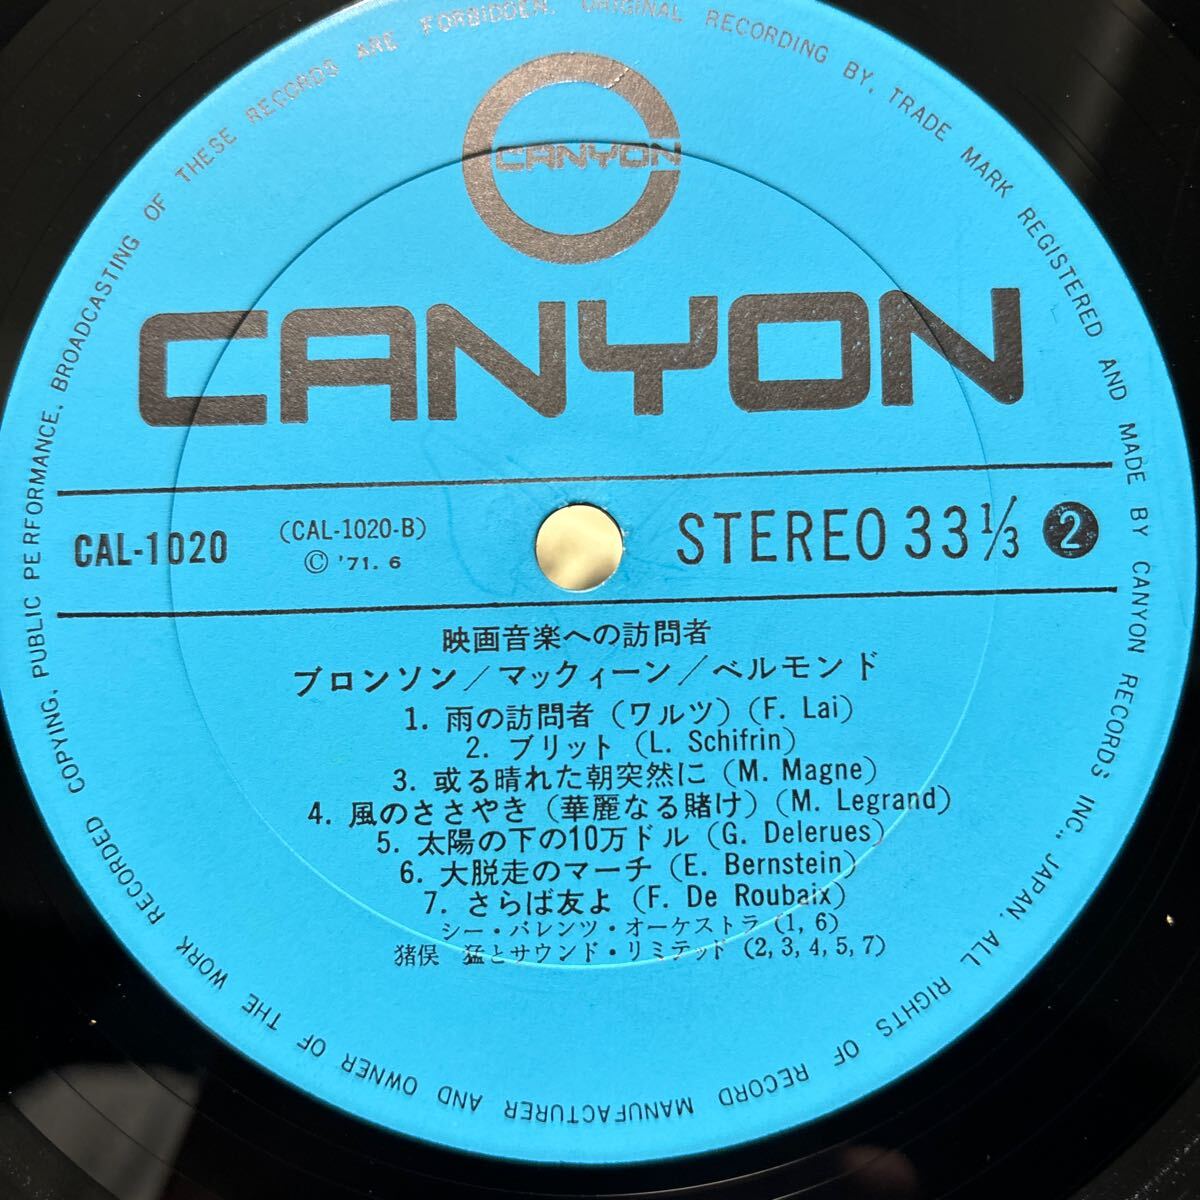 CANYON
CANYON
CAL-1020
(CAL-1020-B)
© '71. 6
STEREO 33 1/3 2
映画音楽への訪問者
ブロンソン／マックィーン／ベルモンド
1. 雨の訪問者 (ワルツ) (F. Lai)
2. ブリット (L. Schifrin)
3. 或る晴れた朝突然に (M. Magne)
4. 風のささやき (華麗なる賭け) (M. Legrand)
5. 太陽の下の10万ドル (G. Delerues)
6. 大脱走のマーチ (E. Bernstein)
7. さらば友よ (F. De Roubaix)
シー・バレンツ・オーケストラ (1, 6)
猪俣 猛とサウンド・リミテッド (2, 3, 4, 5, 7)
ORIGINAL RECORDING BY, TRADE MARK REGISTERED AND MADE BY CANYON RECORDS INC., JAPAN, ALL RIGHTS OF RECORD MANUFACTURER AND OWNER OF THE WORK RECORDED COPYING, PUBLIC PERFORMANCE, BROADCASTING OF THESE RECORDS ARE FORBIDDEN.